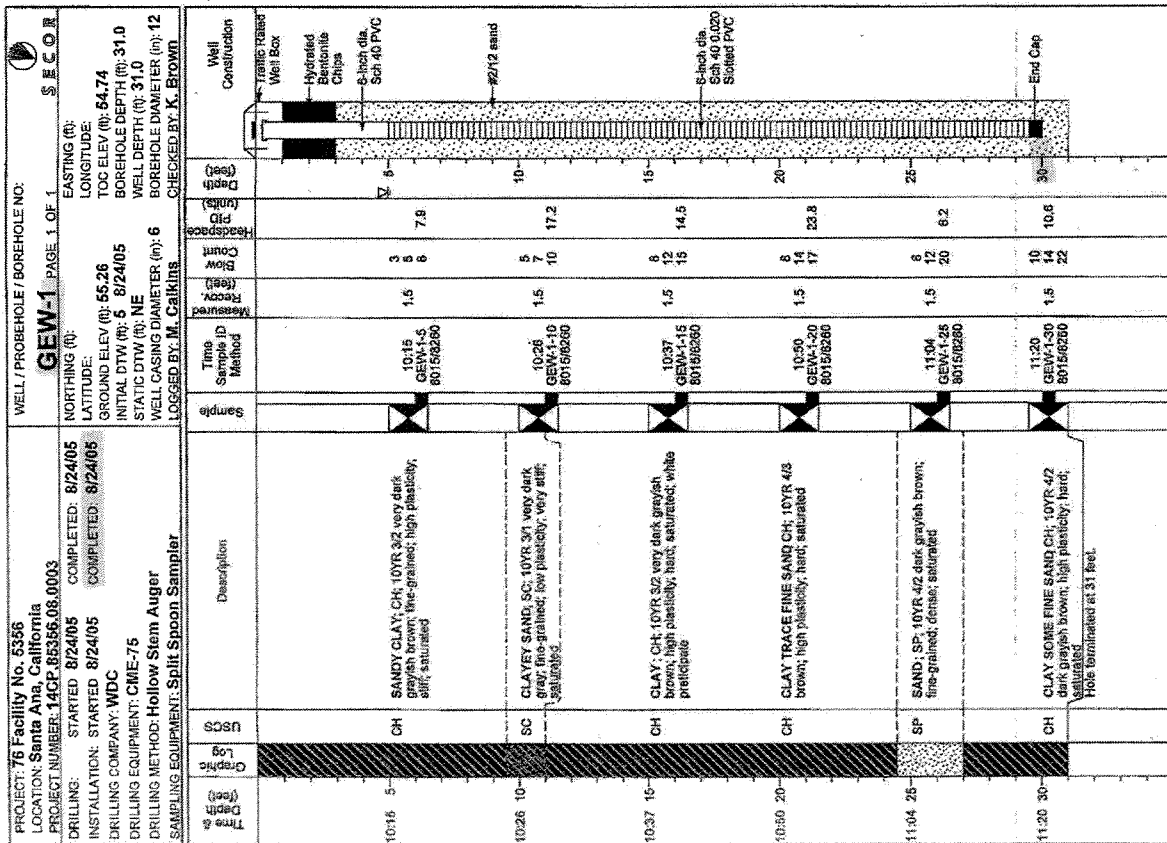 PROJECT: 76 Facility No. 5356
LOCATION: Santa Ana, California
PROJECT NUMBER: 14CP.85356.08.0003
WELL / PROBEHOLE / BOREHOLE NO:
GEW-1 PAGE 1 OF 1
SECOR
DRILLING: STARTED 8/24/05 COMPLETED: 8/24/05
INSTALLATION: STARTED 8/24/05 COMPLETED: 8/24/05
DRILLING COMPANY: WDC
DRILLING EQUIPMENT: CME-75
DRILLING METHOD: Hollow Stem Auger
SAMPLING EQUIPMENT: Split Spoon Sampler
NORTHING (ft):
LATITUDE:
GROUND ELEV (ft): 55.26
INITIAL DTW (ft): 5 8/24/05
STATIC DTW (ft): NE
WELL CASING DIAMETER (in): 6
LOGGED BY: M. Calkins
EASTING (ft):
LONGITUDE:
TOC ELEV (ft): 54.74
BOREHOLE DEPTH (ft): 31.0
WELL DEPTH (ft): 31.0
BOREHOLE DIAMETER (in): 12
CHECKED BY: K. Brown
Time & Depth (feet)
Graphic Log
USCS
Description
Sample
Time Sample ID Method
Measured Recov. (feet)
Blow Count
Headspace PID (units)
Depth (feet)
Well Construction
Traffic Rated Well Box
Hydrated Bentonite Chips
6-inch dia. Sch 40 PVC
#2/12 sand
6-inch dia. Sch 40 0.020 Slotted PVC
End Cap
10:15 5
CH
SANDY CLAY; CH; 10YR 3/2 very dark
grayish brown; fine-grained; high plasticity;
stiff; saturated
10:15
GEW-1-5
8015/8260
1.5
3
5
6
7.9
5
10:26 10
SC
CLAYEY SAND; SC; 10YR 3/1 very dark
gray; fine-grained; low plasticity; very stiff;
saturated
10:26
GEW-1-10
8015/8260
1.5
5
7
10
17.2
10
10:37 15
CH
CLAY; CH; 10YR 3/2 very dark grayish
brown; high plasticity; hard; saturated; white
preticipate
10:37
GEW-1-15
8015/8260
1.5
8
12
15
14.5
15
10:50 20
CH
CLAY TRACE FINE SAND CH; 10YR 4/3
brown; high plasticity; hard; saturated
10:50
GEW-1-20
8015/8260
1.5
8
14
17
23.8
20
11:04 25
SP
SAND; SP; 10YR 4/2 dark grayish brown;
fine-grained; dense; saturated
11:04
GEW-1-25
8015/8260
1.5
8
12
20
6.2
25
11:20 30
CH
CLAY SOME FINE SAND CH; 10YR 4/2
dark grayish brown; high plasticity; hard;
saturated
Hole terminated at 31 feet.
11:20
GEW-1-30
8015/8260
1.5
10
14
22
10.6
30